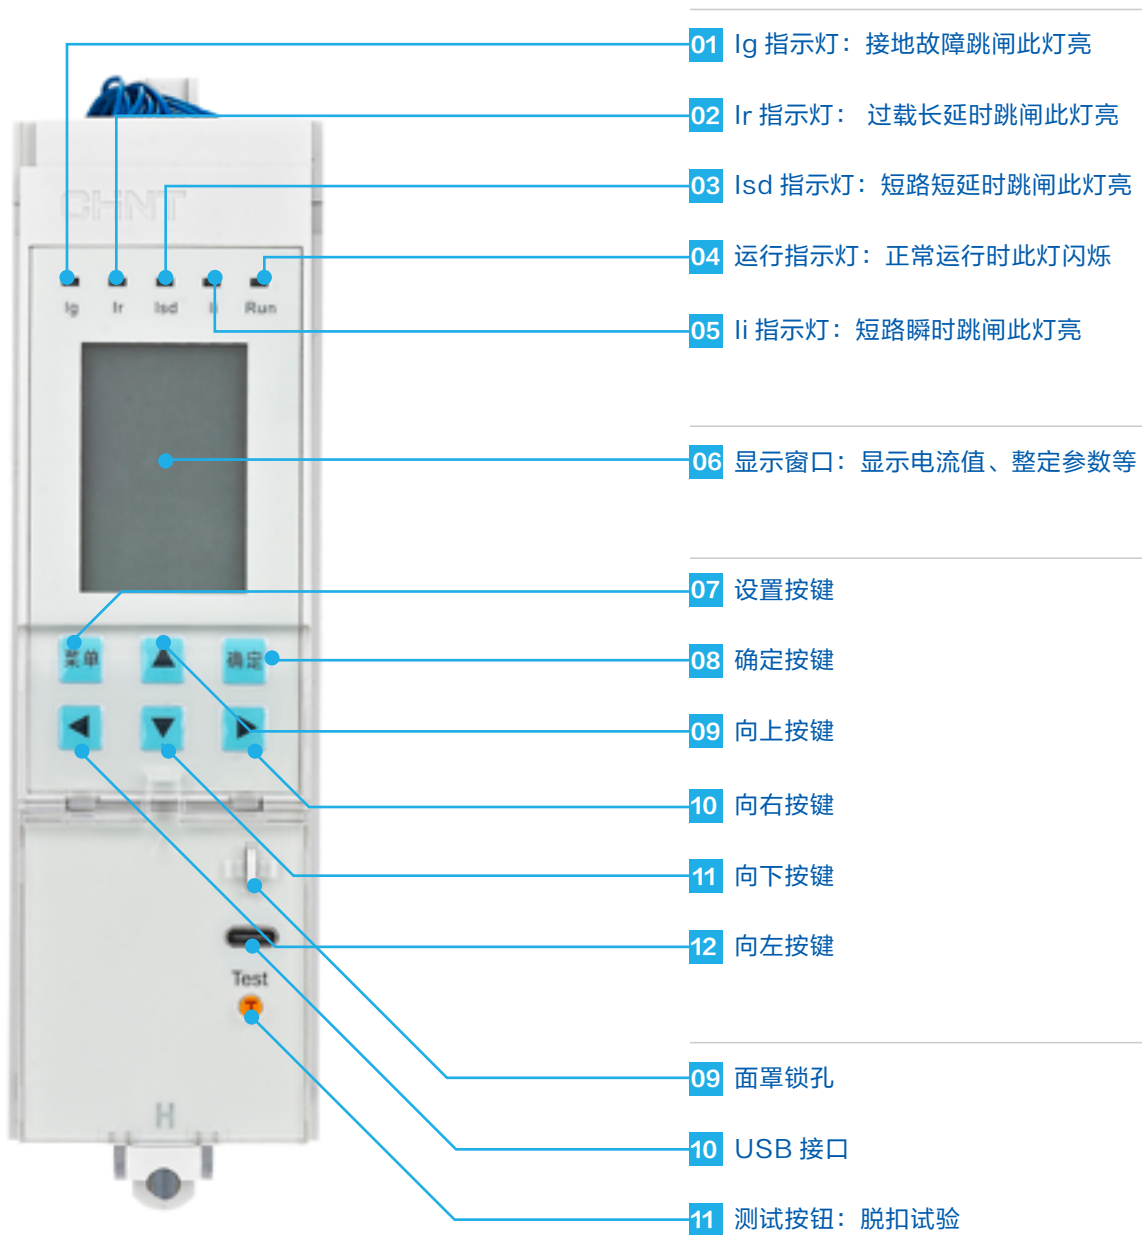 01 Ig 指示灯：接地故障跳闸此灯亮
02 Ir 指示灯： 过载长延时跳闸此灯亮
03 Isd 指示灯：短路短延时跳闸此灯亮
CHNT
04 运行指示灯：正常运行时此灯闪烁
Ig Ir Isd Run
05 Ii 指示灯：短路瞬时跳闸此灯亮
06 显示窗口：显示电流值、整定参数等
07 设置按键
菜单 确定
08 确定按键
09 向上按键
10 向右按键
11 向下按键
12 向左按键
Test
T
09 面罩锁孔
H
10 USB 接口
11 测试按钮：脱扣试验